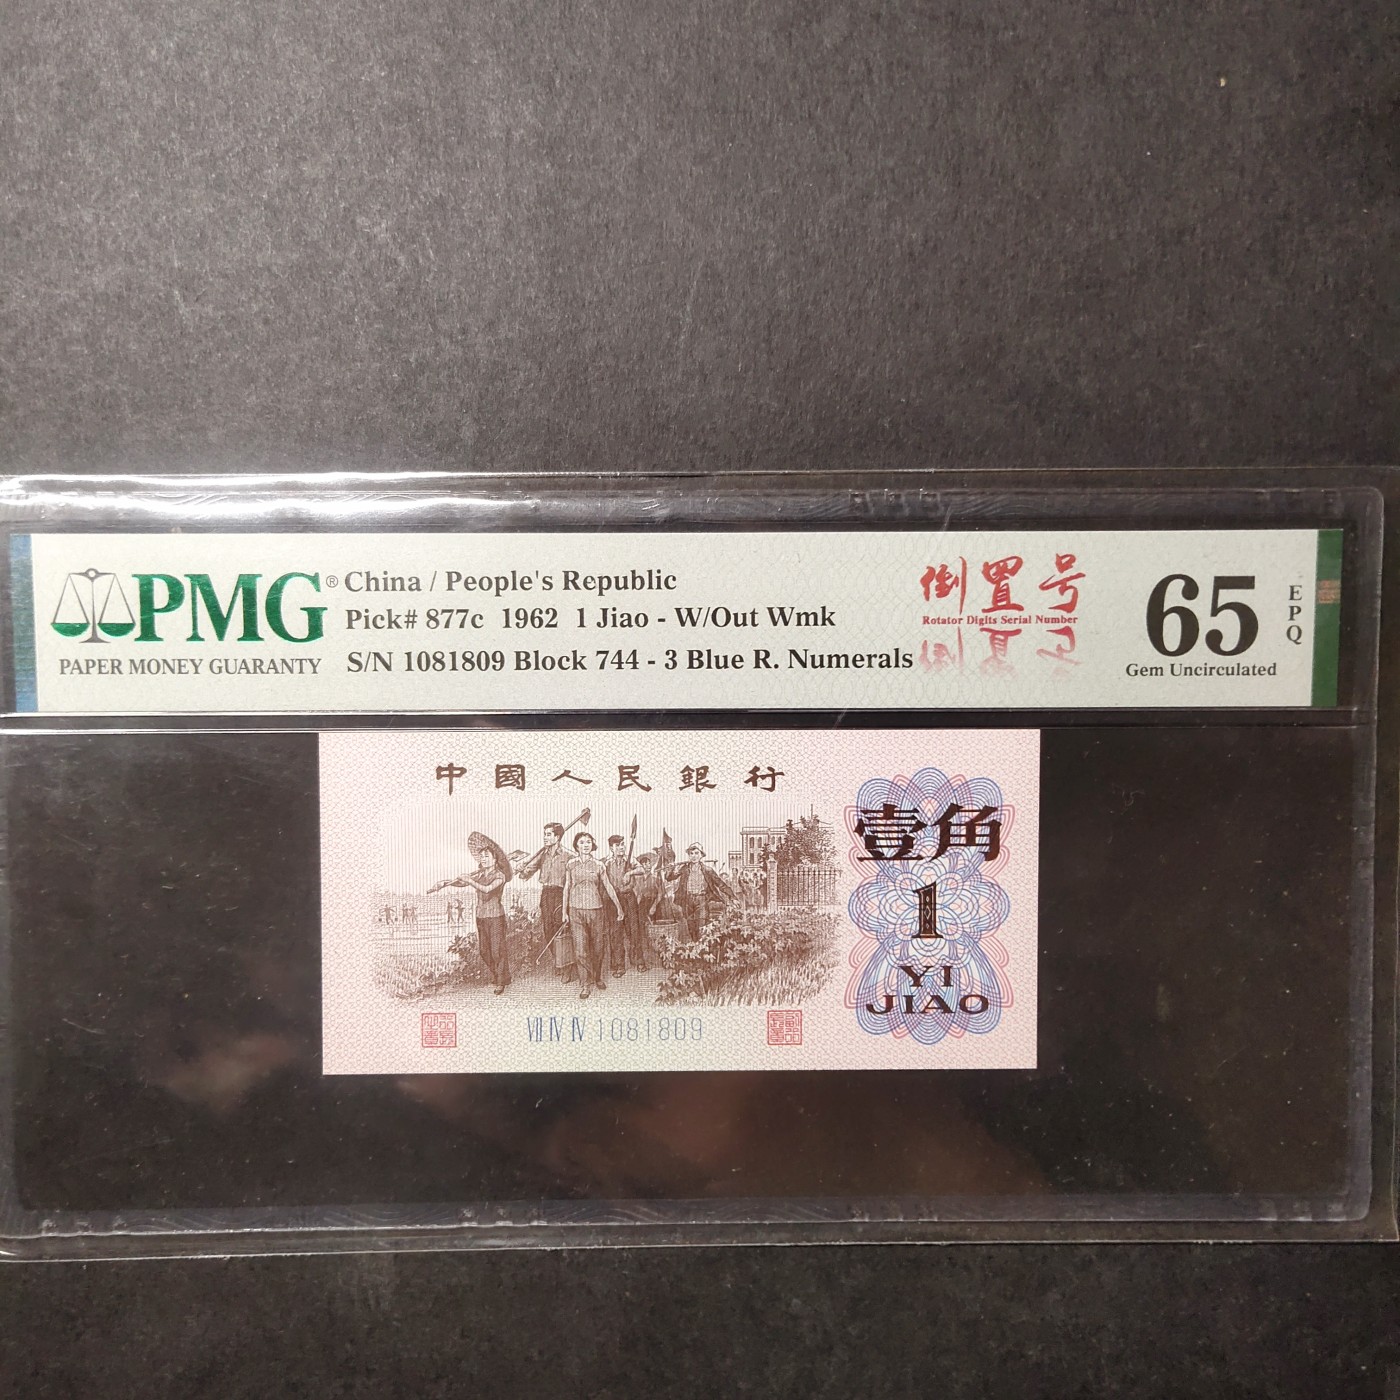 PMG®
PAPER MONEY GUARANTY
China / People's Republic
Pick# 877c 1962 1 Jiao - W/Out Wmk
S/N 1081809 Block 744 - 3 Blue R. Numerals
倒置号
Rotator Digits Serial Number
65
EPQ
Gem Uncirculated
中國人民銀行
壹角
1
YI
JIAO
VII IV IV 1081809